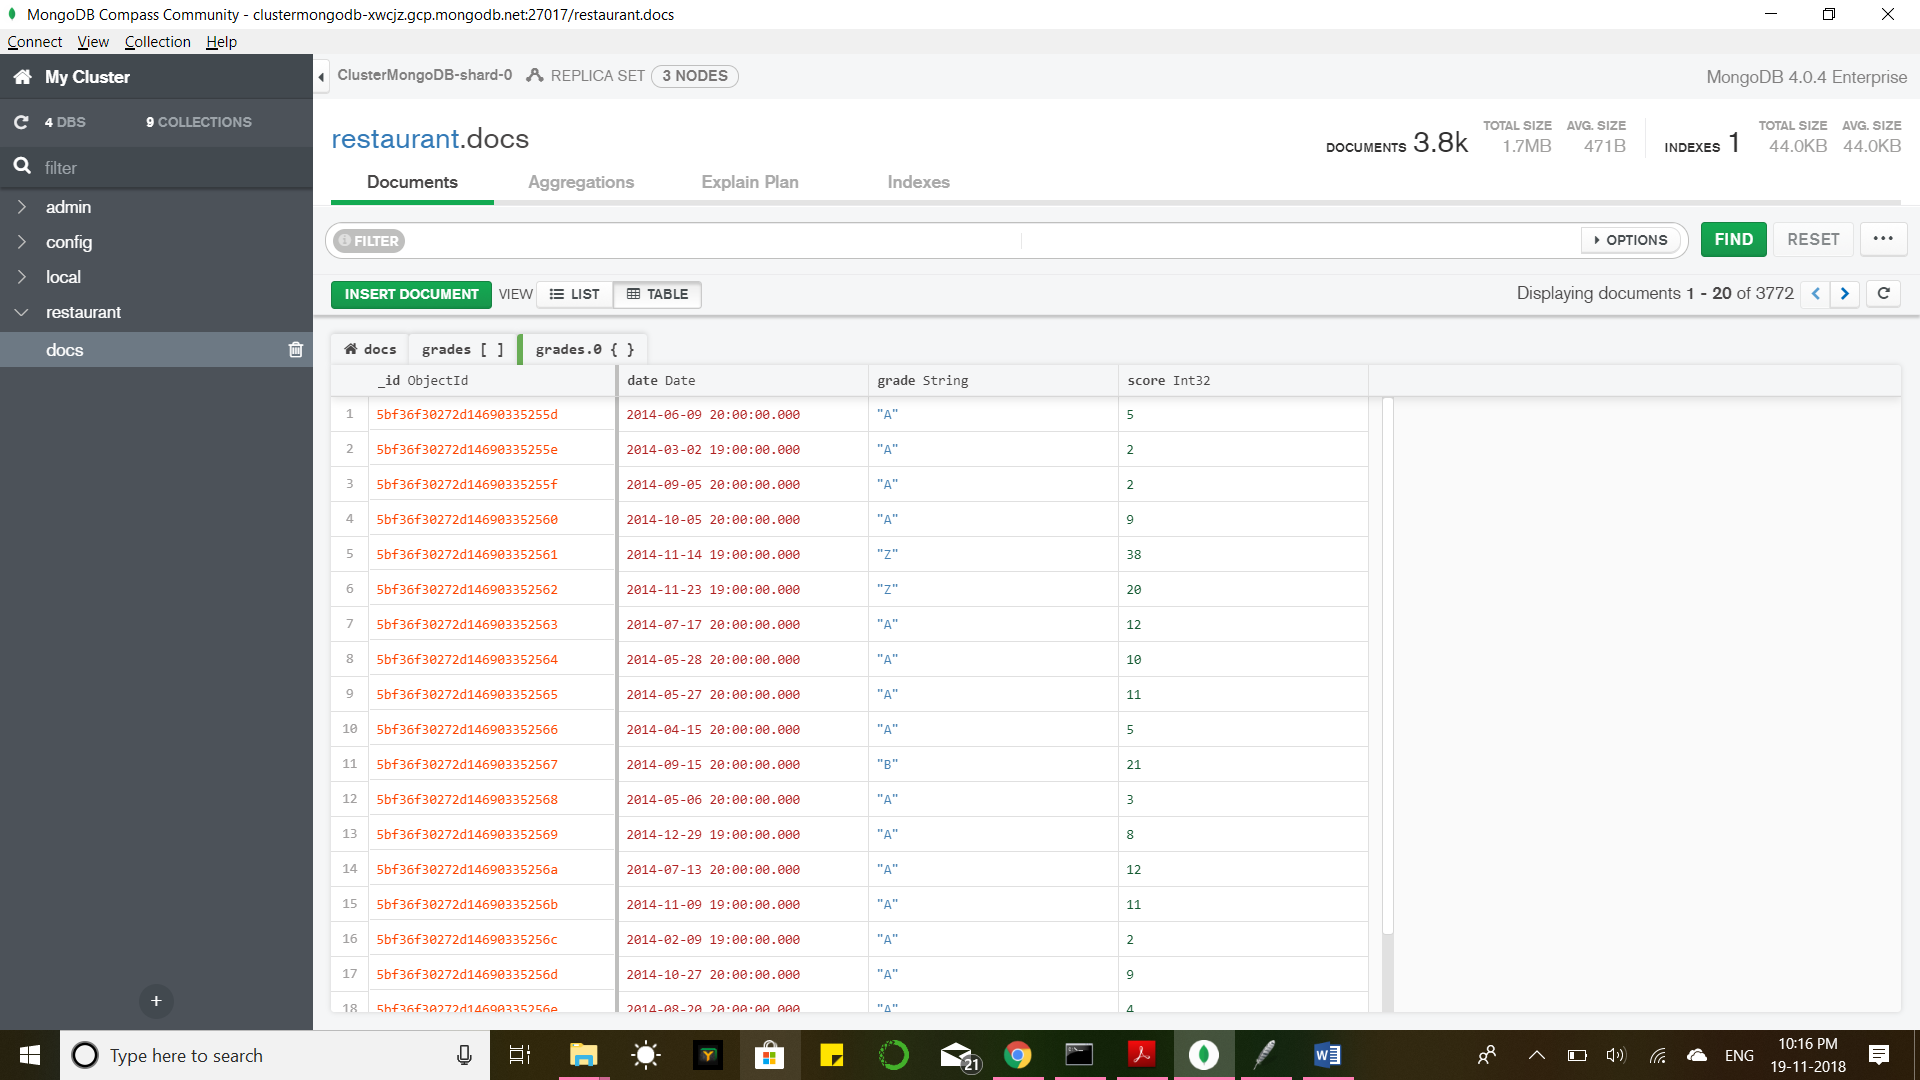 MongoDB Compass Community - clustermongodb-xwcjz.gcp.mongodb.net:27017/restaurant.docs
Connect View Collection Help
My Cluster
ClusterMongoDB-shard-0 REPLICA SET 3 NODES
MongoDB 4.0.4 Enterprise
4 DBS 9 COLLECTIONS
filter
admin
config
local
restaurant
docs
restaurant.docs
DOCUMENTS 3.8k TOTAL SIZE 1.7MB AVG. SIZE 471B INDEXES 1 TOTAL SIZE 44.0KB AVG. SIZE 44.0KB
Documents Aggregations Explain Plan Indexes
FILTER OPTIONS FIND RESET ...
INSERT DOCUMENT VIEW LIST TABLE Displaying documents 1 - 20 of 3772
docs grades [ ] grades.0 { }
_id ObjectId date Date grade String score Int32
1 5bf36f30272d14690335255d 2014-06-09 20:00:00.000 "A" 5
2 5bf36f30272d14690335255e 2014-03-02 19:00:00.000 "A" 2
3 5bf36f30272d14690335255f 2014-09-05 20:00:00.000 "A" 2
4 5bf36f30272d146903352560 2014-10-05 20:00:00.000 "A" 9
5 5bf36f30272d146903352561 2014-11-14 19:00:00.000 "Z" 38
6 5bf36f30272d146903352562 2014-11-23 19:00:00.000 "Z" 20
7 5bf36f30272d146903352563 2014-07-17 20:00:00.000 "A" 12
8 5bf36f30272d146903352564 2014-05-28 20:00:00.000 "A" 10
9 5bf36f30272d146903352565 2014-05-27 20:00:00.000 "A" 11
10 5bf36f30272d146903352566 2014-04-15 20:00:00.000 "A" 5
11 5bf36f30272d146903352567 2014-09-15 20:00:00.000 "B" 21
12 5bf36f30272d146903352568 2014-05-06 20:00:00.000 "A" 3
13 5bf36f30272d146903352569 2014-12-29 19:00:00.000 "A" 8
14 5bf36f30272d14690335256a 2014-07-13 20:00:00.000 "A" 12
15 5bf36f30272d14690335256b 2014-11-09 19:00:00.000 "A" 11
16 5bf36f30272d14690335256c 2014-02-09 19:00:00.000 "A" 2
17 5bf36f30272d14690335256d 2014-10-27 20:00:00.000 "A" 9
18 5bf36f30272d14690335256e 2014-08-20 20:00:00.000 "A" 4
Type here to search
21
ENG
10:16 PM
19-11-2018